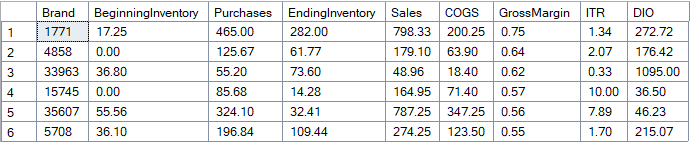 Brand BeginningInventory Purchases EndingInventory Sales COGS GrossMargin ITR DIO
1 1771 17.25 465.00 282.00 798.33 200.25 0.75 1.34 272.72
2 4858 0.00 125.67 61.77 179.10 63.90 0.64 2.07 176.42
3 33963 36.80 55.20 73.60 48.96 18.40 0.62 0.33 1095.00
4 15745 0.00 85.68 14.28 164.95 71.40 0.57 10.00 36.50
5 35607 55.56 324.10 32.41 787.25 347.25 0.56 7.89 46.23
6 5708 36.10 196.84 109.44 274.25 123.50 0.55 1.70 215.07